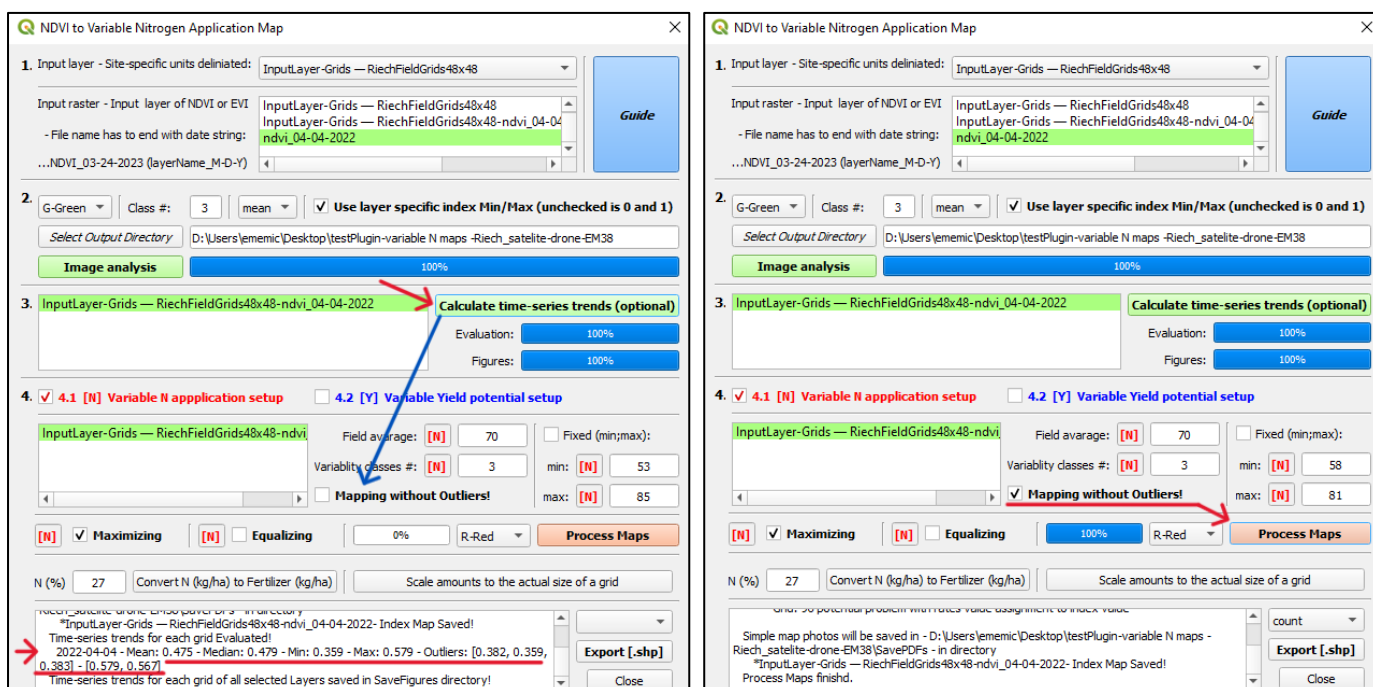 NDVI to Variable Nitrogen Application Map
1. Input layer - Site-specific units deliniated: InputLayer-Grids — RiechFieldGrids48x48
Guide
Input raster - Input layer of NDVI or EVI
- File name has to end with date string:
...NDVI_03-24-2023 (layerName_M-D-Y)
InputLayer-Grids — RiechFieldGrids48x48
InputLayer-Grids — RiechFieldGrids48x48-ndvi_04-04
ndvi_04-04-2022
2. G-Green Class #: 3 mean Use layer specific index Min/Max (unchecked is 0 and 1)
Select Output Directory D:\Users\ememic\Desktop\testPlugin-variable N maps -Riech_satelite-drone-EM38
Image analysis 100%
3. InputLayer-Grids — RiechFieldGrids48x48-ndvi_04-04-2022
Calculate time-series trends (optional)
Evaluation: 100%
Figures: 100%
4. 4.1 [N] Variable N appplication setup 4.2 [Y] Variable Yield potential setup
InputLayer-Grids — RiechFieldGrids48x48-ndvi
Field avarage: [N] 70 Fixed (min;max):
Variablity classes #: [N] 3 min: [N] 53
Mapping without Outliers! max: [N] 85
[N] Maximizing [N] Equalizing 0% R-Red Process Maps
N (%) 27 Convert N (kg/ha) to Fertilizer (kg/ha) Scale amounts to the actual size of a grid
Riech_satelite-drone-EM38\SavePDFs - in directory
*InputLayer-Grids — RiechFieldGrids48x48-ndvi_04-04-2022- Index Map Saved!
Time-series trends for each grid Evaluated!
2022-04-04 - Mean: 0.475 - Median: 0.479 - Min: 0.359 - Max: 0.579 - Outliers: [0.382, 0.359,
0.383] - [0.579, 0.567]
Time-series trends for each grid of all selected Layers saved in SaveFigures directory!
Export [.shp]
Close
NDVI to Variable Nitrogen Application Map
1. Input layer - Site-specific units deliniated: InputLayer-Grids — RiechFieldGrids48x48
Guide
Input raster - Input layer of NDVI or EVI
- File name has to end with date string:
...NDVI_03-24-2023 (layerName_M-D-Y)
InputLayer-Grids — RiechFieldGrids48x48
InputLayer-Grids — RiechFieldGrids48x48-ndvi_04-04
ndvi_04-04-2022
2. G-Green Class #: 3 mean Use layer specific index Min/Max (unchecked is 0 and 1)
Select Output Directory D:\Users\ememic\Desktop\testPlugin-variable N maps -Riech_satelite-drone-EM38
Image analysis 100%
3. InputLayer-Grids — RiechFieldGrids48x48-ndvi_04-04-2022
Calculate time-series trends (optional)
Evaluation: 100%
Figures: 100%
4. 4.1 [N] Variable N appplication setup 4.2 [Y] Variable Yield potential setup
InputLayer-Grids — RiechFieldGrids48x48-ndvi
Field avarage: [N] 70 Fixed (min;max):
Variablity classes #: [N] 3 min: [N] 58
Mapping without Outliers! max: [N] 81
[N] Maximizing [N] Equalizing 100% R-Red Process Maps
N (%) 27 Convert N (kg/ha) to Fertilizer (kg/ha) Scale amounts to the actual size of a grid
Grid: 96 potential problem with rates value assignment to index value
Simple map photos will be saved in - D:\Users\ememic\Desktop\testPlugin-variable N maps -
Riech_satelite-drone-EM38\SavePDFs - in directory
*InputLayer-Grids — RiechFieldGrids48x48-ndvi_04-04-2022- Index Map Saved!
Process Maps finishd.
count
Export [.shp]
Close